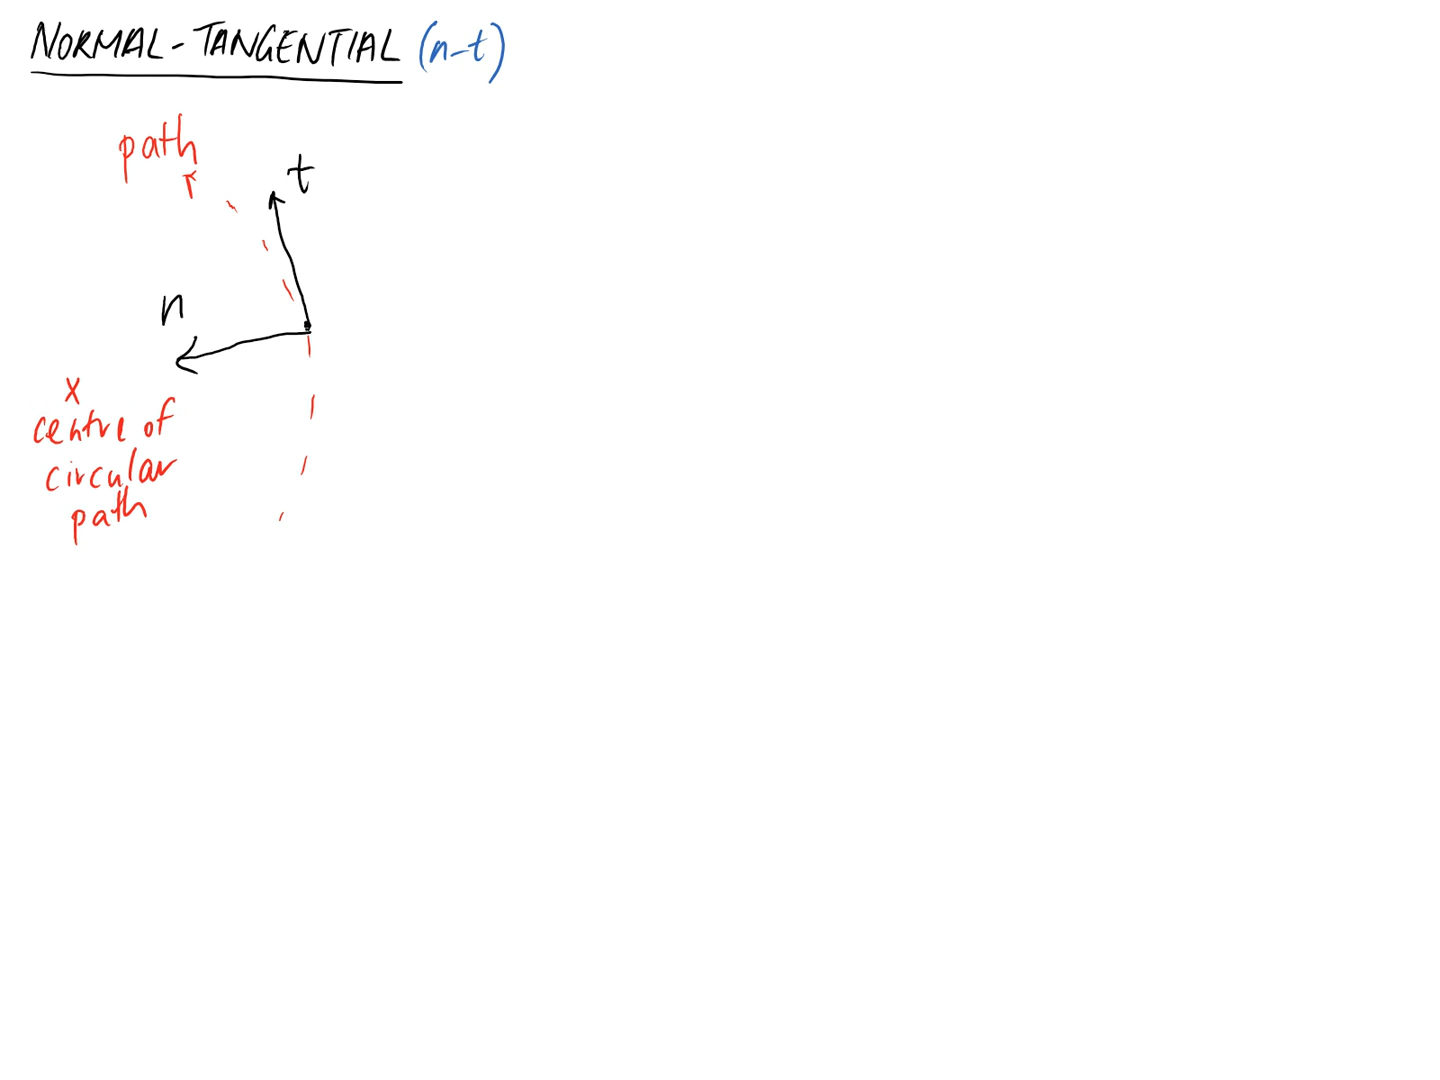 NORMAL-TANGENTIAL (n-t)
path
t
n
x
centre of
circular
path